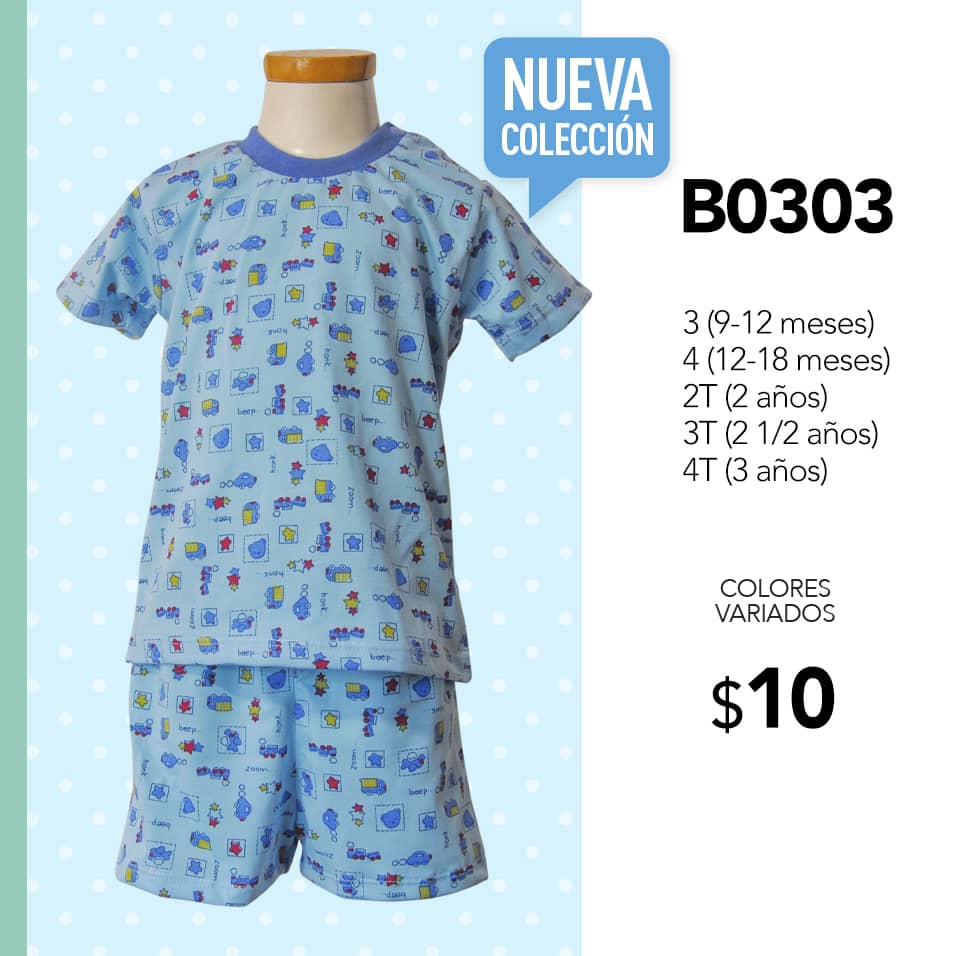 NUEVA
COLECCIÓN
B0303
3 (9-12 meses)
4 (12-18 meses)
2T (2 años)
3T (2 1/2 años)
4T (3 años)
COLORES
VARIADOS
$10